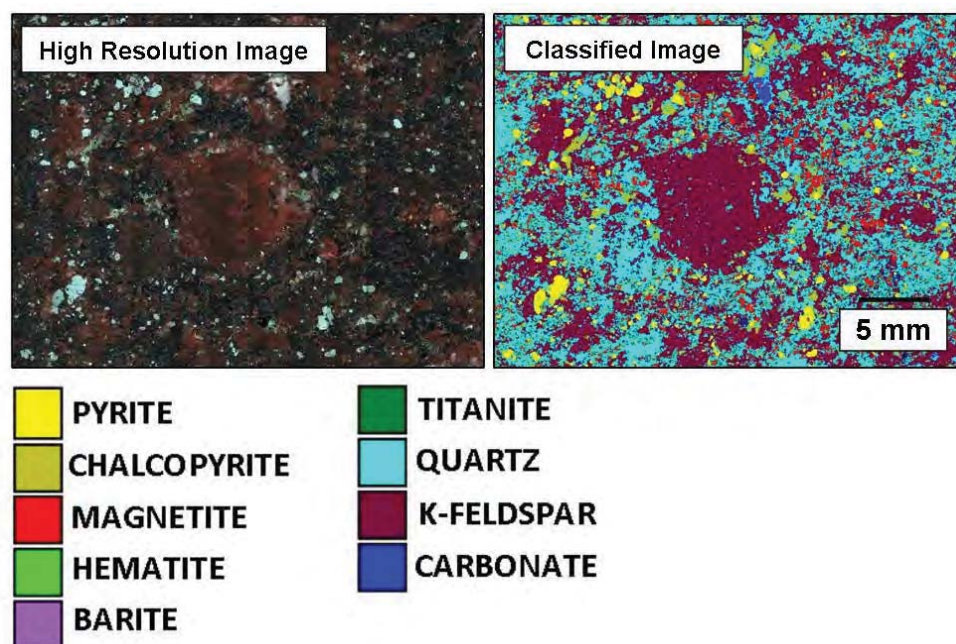 High Resolution Image
Classified Image
5 mm
PYRITE
CHALCOPYRITE
MAGNETITE
HEMATITE
BARITE
TITANITE
QUARTZ
K-FELDSPAR
CARBONATE